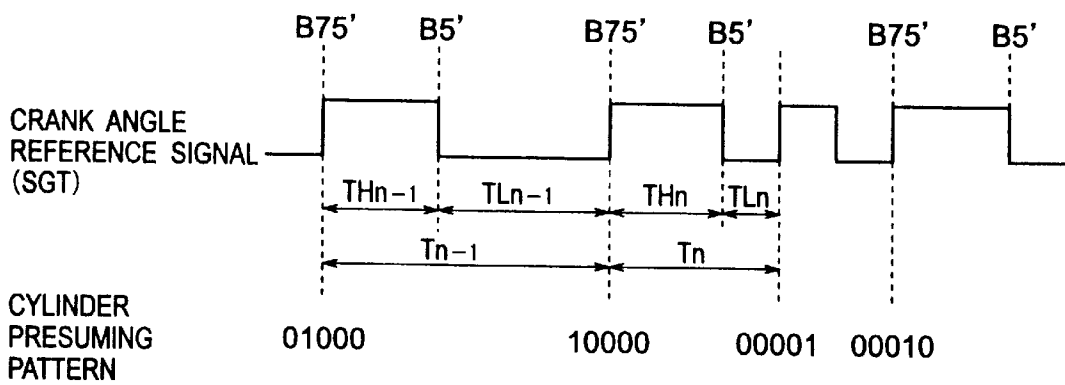 B75' B5' B75' B5' B75' B5'
CRANK ANGLE
REFERENCE SIGNAL
(SGT)
THn-1 TLn-1 THn TLn
Tn-1 Tn
CYLINDER
PRESUMING
PATTERN
01000 10000 00001 00010